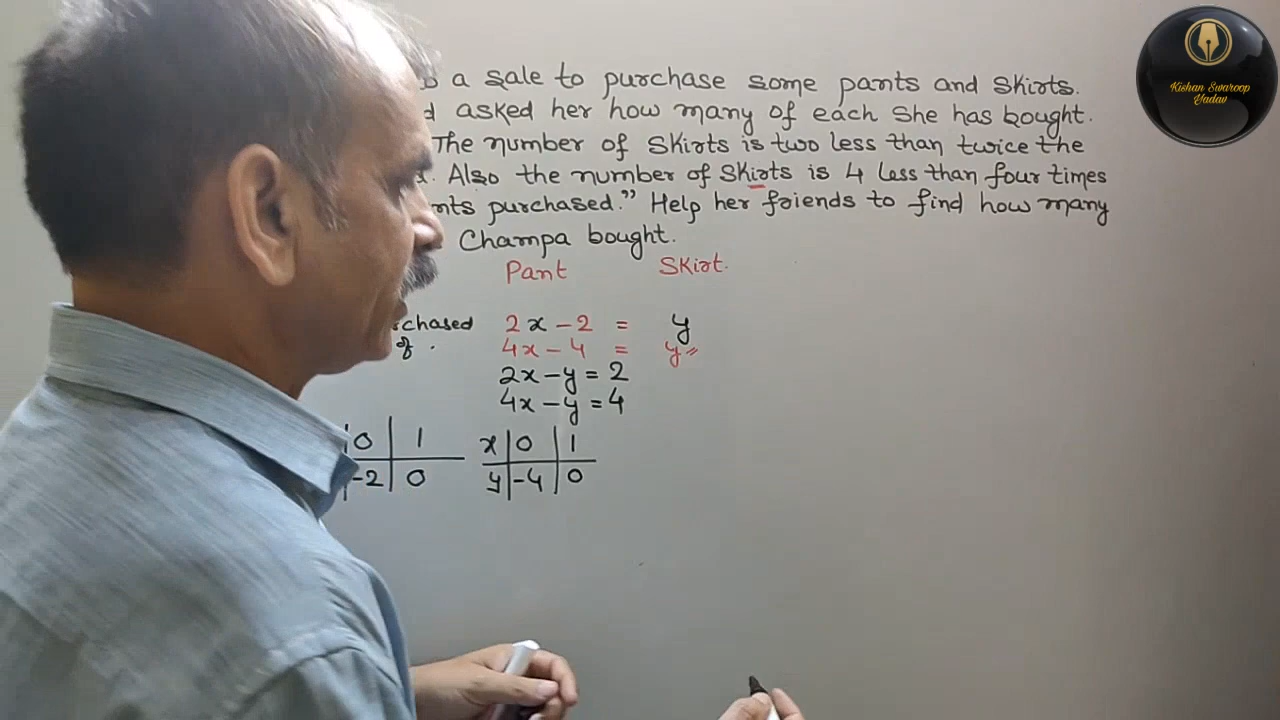 a sale to purchase some pants and skirts.
asked her how many of each She has bought.
The number of Skirts is two less than twice the
Also the number of Skirts is 4 less than four times
purchased." Help her friends to find how many
Champa bought.
Pant Skirt.
2x - 2 = y
4x - 4 = y
2x - y = 2
4x - y = 4
0 1
-2 0
x 0 1
y -4 0
Kishan Swaroop
Yadav